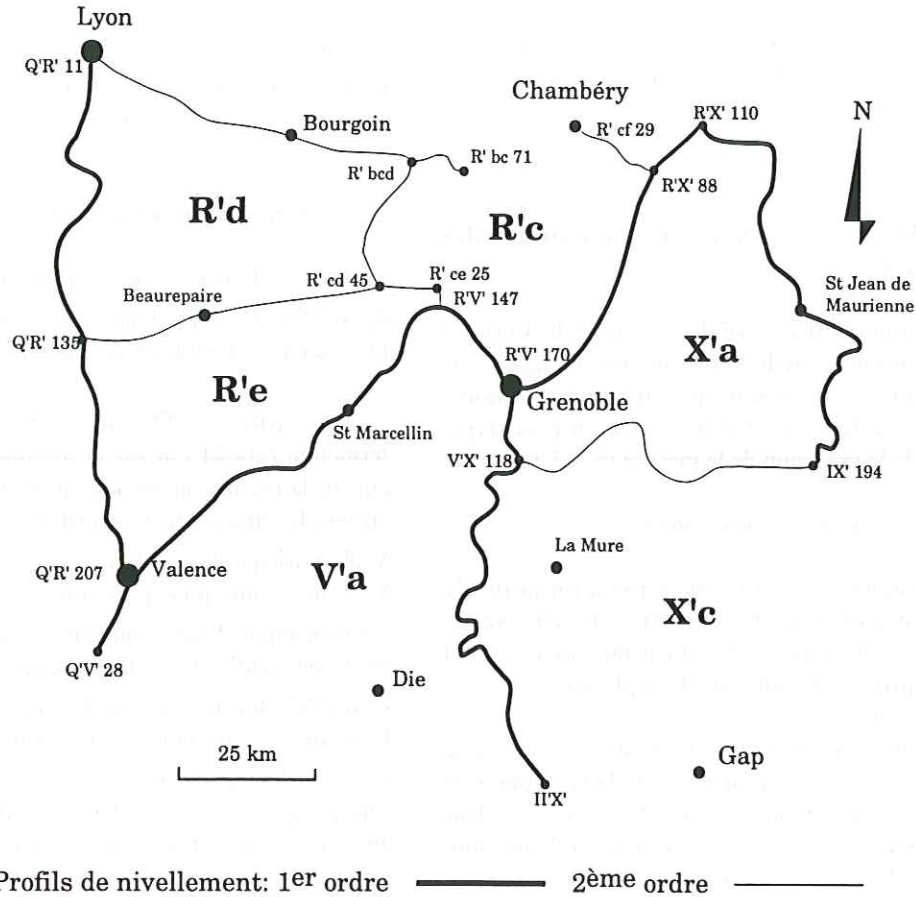 Lyon
Q'R' 11
Bourgoin
Chambéry
R' cf 29
R'X' 110
N
R' bcd
R' bc 71
R'X' 88
R'd
R'c
R' cd 45
R' ce 25
St Jean de
Maurienne
Beaurepaire
R'V' 147
Q'R' 135
R'V' 170
X'a
R'e
Grenoble
St Marcellin
V'X' 118
IX' 194
Q'R' 207
Valence
V'a
La Mure
X'c
Q'V' 28
Die
25 km
Gap
II'X'
Profils de nivellement: 1er ordre
2ème ordre